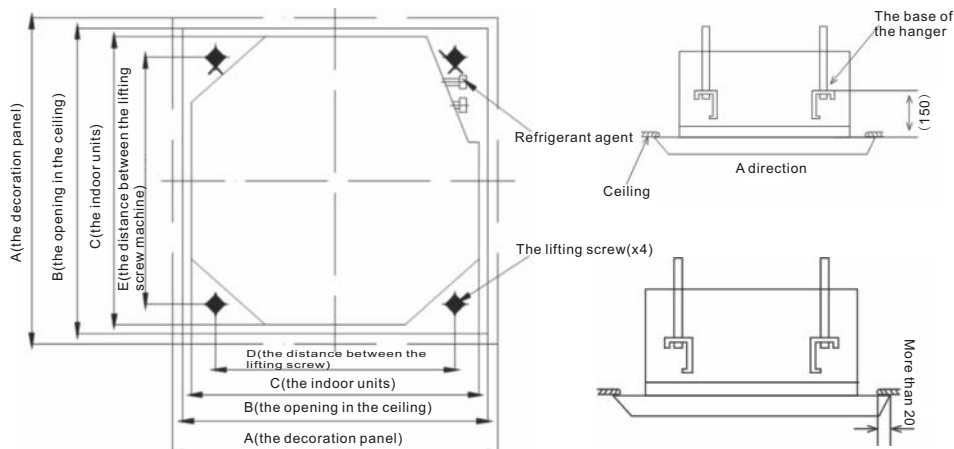 A(the decoration panel)
B(the opening in the ceiling)
C(the indoor units)
E(the distance between the lifting
screw machine)
Refrigerant agent
The lifting screw(x4)
D(the distance between the
lifting screw)
C(the indoor units)
B(the opening in the ceiling)
A(the decoration panel)
The base of
the hanger
(150)
A direction
Ceiling
More than 20